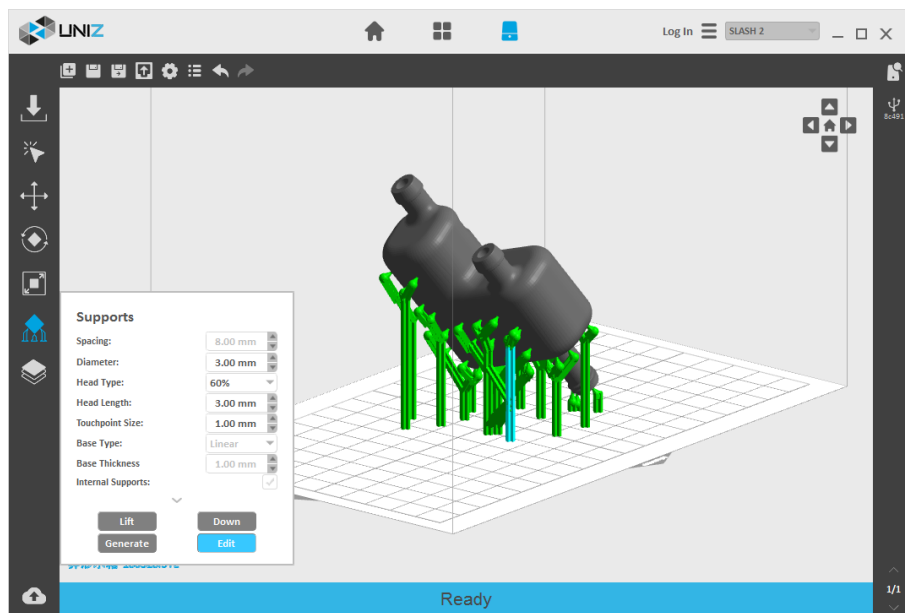 UNIZ
Log In
SLASH 2
8c491
Supports
Spacing: 8.00 mm
Diameter: 3.00 mm
Head Type: 60%
Head Length: 3.00 mm
Touchpoint Size: 1.00 mm
Base Type: Linear
Base Thickness 1.00 mm
Internal Supports:
Lift Down
Generate Edit
Ready
1/1